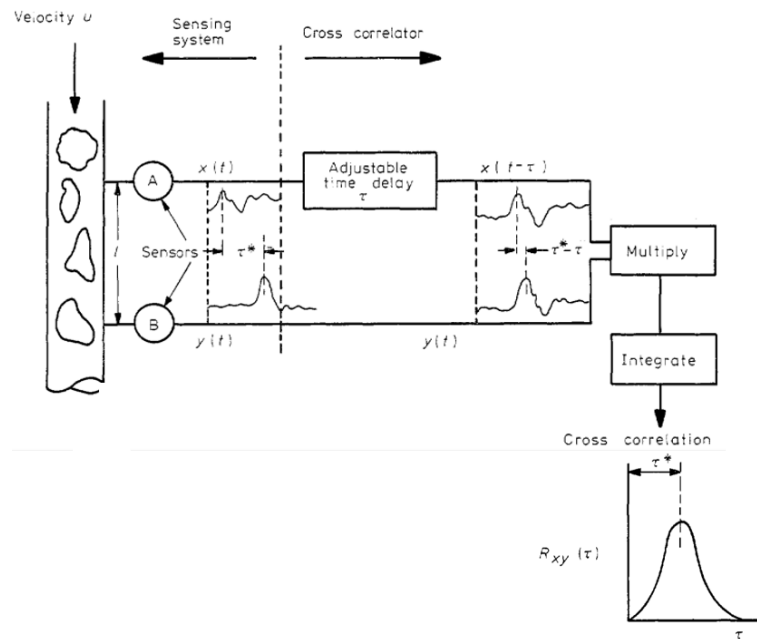 Velocity u
Sensing
system
Cross correlator
x(t)
A
Adjustable
time delay
τ
x(t-τ)
l
Sensors
τ*
τ*-τ
Multiply
B
y(t)
y(t)
Integrate
Cross correlation
τ*
Rxy(τ)
τ